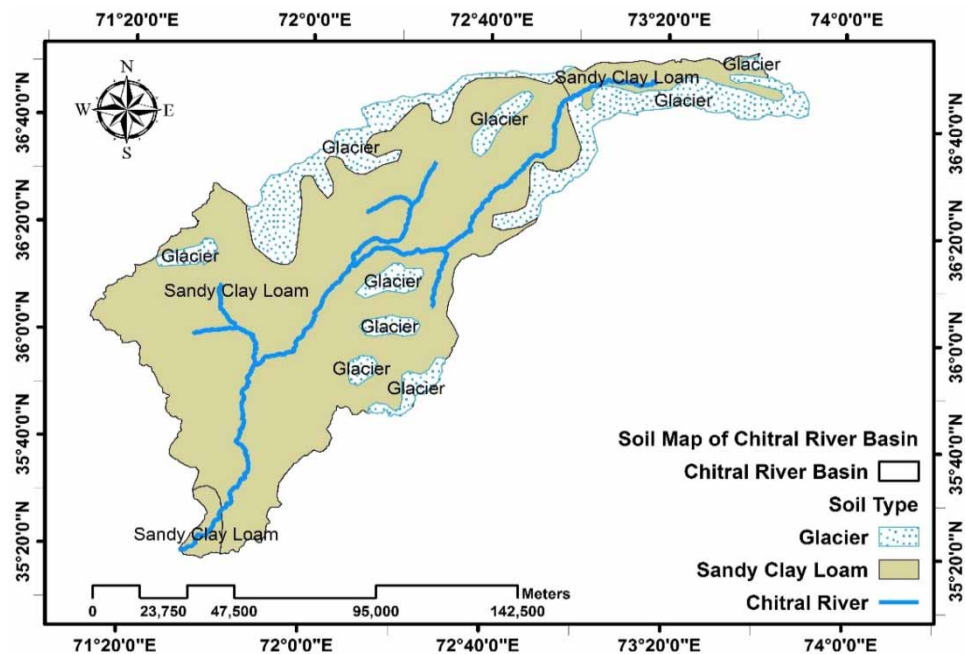 71°20'0"E 72°0'0"E 72°40'0"E 73°20'0"E 74°0'0"E
N
W E
S
36°40'0"N
36°20'0"N
36°0'0"N
35°40'0"N
35°20'0"N
Glacier
Sandy Clay Loam
Glacier
Glacier
Glacier
Glacier
Sandy Clay Loam
Glacier
Glacier
Glacier
Glacier
Sandy Clay Loam
36°40'0"N
36°20'0"N
36°0'0"N
35°40'0"N
35°20'0"N
Soil Map of Chitral River Basin
Chitral River Basin
Soil Type
Glacier
Sandy Clay Loam
Chitral River
Meters
0 23,750 47,500 95,000 142,500
71°20'0"E 72°0'0"E 72°40'0"E 73°20'0"E 74°0'0"E